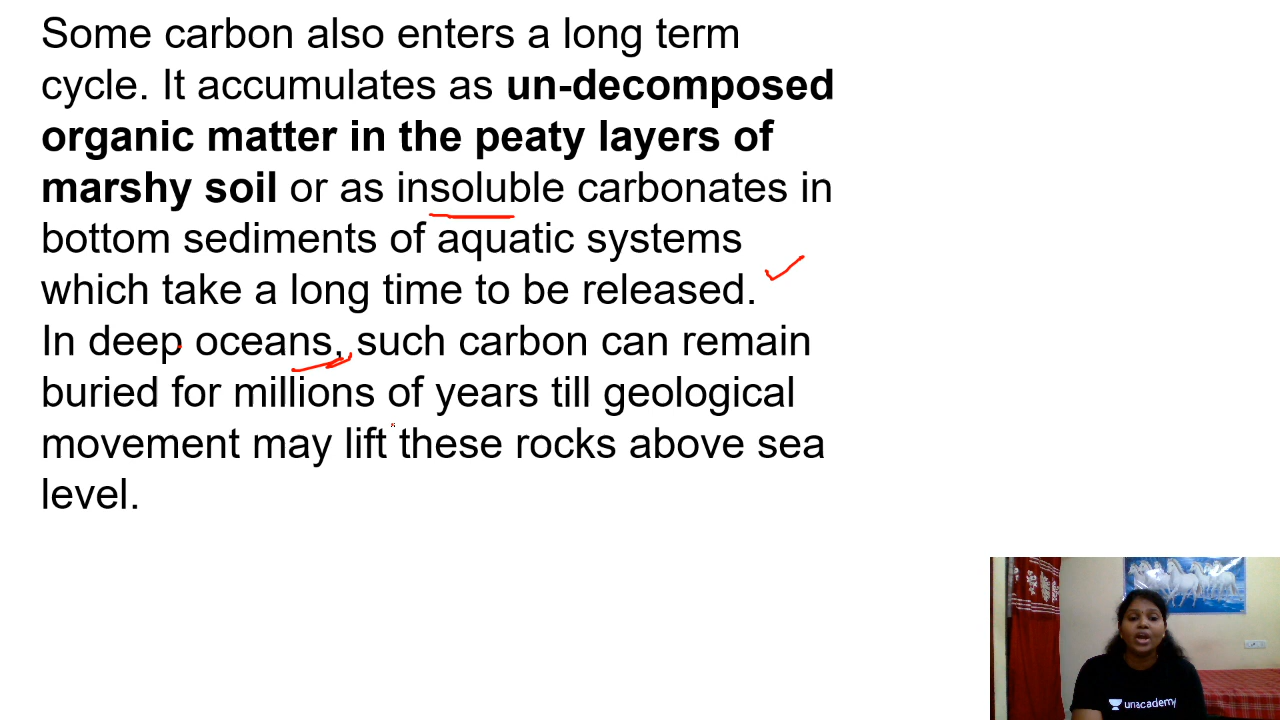 Some carbon also enters a long term
cycle. It accumulates as un-decomposed
organic matter in the peaty layers of
marshy soil or as insoluble carbonates in
bottom sediments of aquatic systems
which take a long time to be released.
In deep oceans, such carbon can remain
buried for millions of years till geological
movement may lift these rocks above sea
level.
unacademy